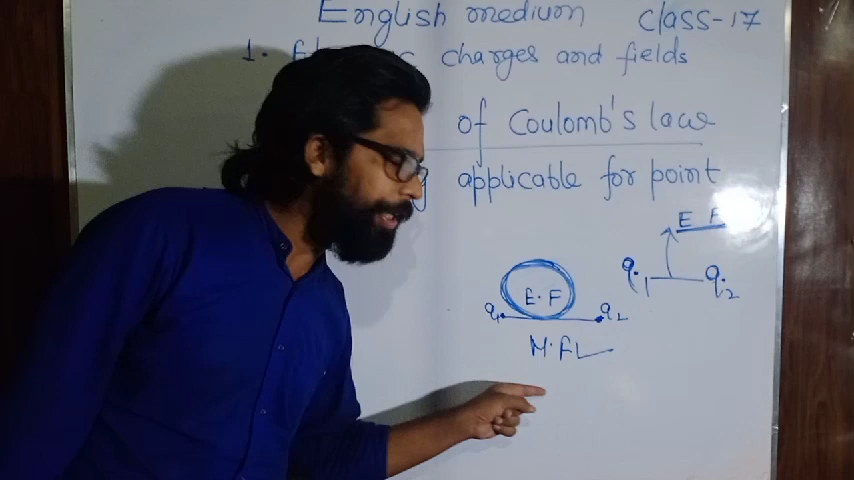 English medium class-17
1. charges and fields
of Coulomb's law
applicable for point
E F
q1 q2
E.F
q1 q2
M.F